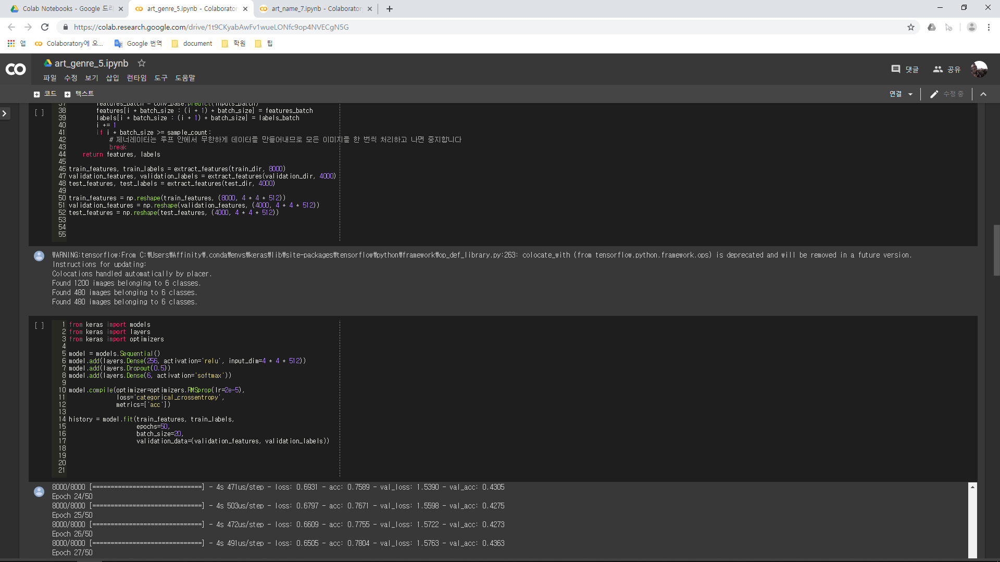 Colab Notebooks - Google 드라
art_genre_5.ipynb - Colaborator
art_name_7.ipynb - Colaborator
https://colab.research.google.com/drive/1t9CKyabAwFv1wueLONfc9op4NVECgN5G
앱
Colaboratory에 오...
Google 번역
document
학원
팁
CO
art_genre_5.ipynb
댓글
공유
파일 수정 보기 삽입 런타임 도구 도움말
코드 텍스트
연결
수정 중
37 features_batch = conv_base.predict(inputs_batch)
[ ]
38 features[i * batch_size : (i + 1) * batch_size] = features_batch
39 labels[i * batch_size : (i + 1) * batch_size] = labels_batch
40 i += 1
41 if i * batch_size >= sample_count:
42 # 제너레이터는 루프 안에서 무한하게 데이터를 만들어내므로 모든 이미지를 한 번씩 처리하고 나면 중지합니다
43 break
44 return features, labels
45
46 train_features, train_labels = extract_features(train_dir, 8000)
47 validation_features, validation_labels = extract_features(validation_dir, 4000)
48 test_features, test_labels = extract_features(test_dir, 4000)
49
50 train_features = np.reshape(train_features, (8000, 4 * 4 * 512))
51 validation_features = np.reshape(validation_features, (4000, 4 * 4 * 512))
52 test_features = np.reshape(test_features, (4000, 4 * 4 * 512))
53
54
55
WARNING:tensorflow:From C:\Users\Affinity\.conda\envs\keras\lib\site-packages\tensorflow\python\framework\op_def_library.py:263: colocate_with (from tensorflow.python.framework.ops) is deprecated and will be removed in a future version.
Instructions for updating:
Colocations handled automatically by placer.
Found 1200 images belonging to 6 classes.
Found 480 images belonging to 6 classes.
Found 480 images belonging to 6 classes.
[ ]
1 from keras import models
2 from keras import layers
3 from keras import optimizers
4
5 model = models.Sequential()
6 model.add(layers.Dense(256, activation='relu', input_dim=4 * 4 * 512))
7 model.add(layers.Dropout(0.5))
8 model.add(layers.Dense(6, activation='softmax'))
9
10 model.compile(optimizer=optimizers.RMSprop(lr=2e-5),
11 loss='categorical_crossentropy',
12 metrics=['acc'])
13
14 history = model.fit(train_features, train_labels,
15 epochs=50,
16 batch_size=20,
17 validation_data=(validation_features, validation_labels))
18
19
20
21
8000/8000 [==============================] - 4s 471us/step - loss: 0.6931 - acc: 0.7589 - val_loss: 1.5390 - val_acc: 0.4305
Epoch 24/50
8000/8000 [==============================] - 4s 503us/step - loss: 0.6797 - acc: 0.7671 - val_loss: 1.5598 - val_acc: 0.4275
Epoch 25/50
8000/8000 [==============================] - 4s 472us/step - loss: 0.6609 - acc: 0.7755 - val_loss: 1.5722 - val_acc: 0.4273
Epoch 26/50
8000/8000 [==============================] - 4s 491us/step - loss: 0.6505 - acc: 0.7804 - val_loss: 1.5763 - val_acc: 0.4363
Epoch 27/50